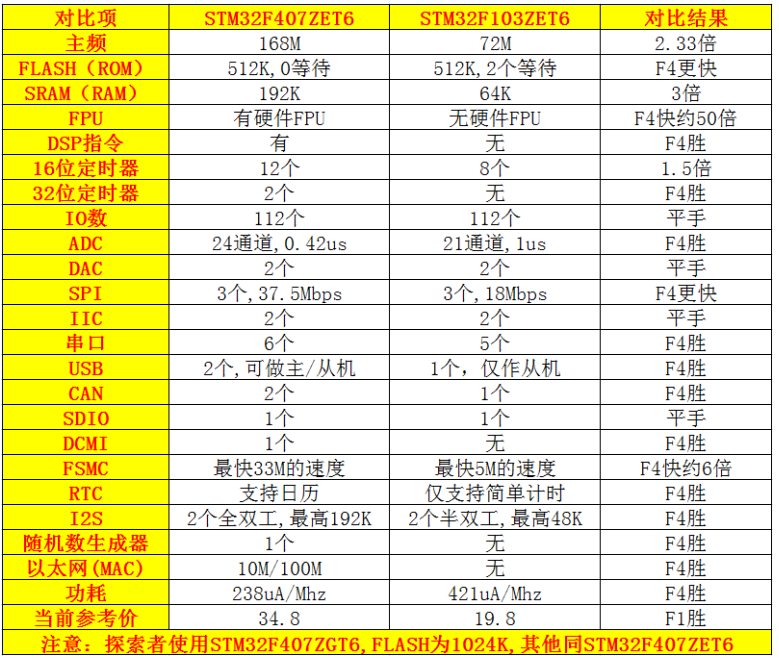 对比项 STM32F407ZET6 STM32F103ZET6 对比结果
主频 168M 72M 2.33倍
FLASH（ROM） 512K,0等待 512K,2个等待 F4更快
SRAM（RAM） 192K 64K 3倍
FPU 有硬件FPU 无硬件FPU F4快约50倍
DSP指令 有 无 F4胜
16位定时器 12个 8个 1.5倍
32位定时器 2个 无 F4胜
IO数 112个 112个 平手
ADC 24通道,0.42us 21通道,1us F4胜
DAC 2个 2个 平手
SPI 3个,37.5Mbps 3个,18Mbps F4更快
IIC 2个 2个 平手
串口 6个 5个 F4胜
USB 2个,可做主/从机 1个，仅作从机 F4胜
CAN 2个 1个 F4胜
SDIO 1个 1个 平手
DCMI 1个 无 F4胜
FSMC 最快33M的速度 最快5M的速度 F4快约6倍
RTC 支持日历 仅支持简单计时 F4胜
I2S 2个全双工,最高192K 2个半双工,最高48K F4胜
随机数生成器 1个 无 F4胜
以太网(MAC) 10M/100M 无 F4胜
功耗 238uA/Mhz 421uA/Mhz F4胜
当前参考价 34.8 19.8 F1胜
注意：探索者使用STM32F407ZGT6,FLASH为1024K,其他同STM32F407ZET6